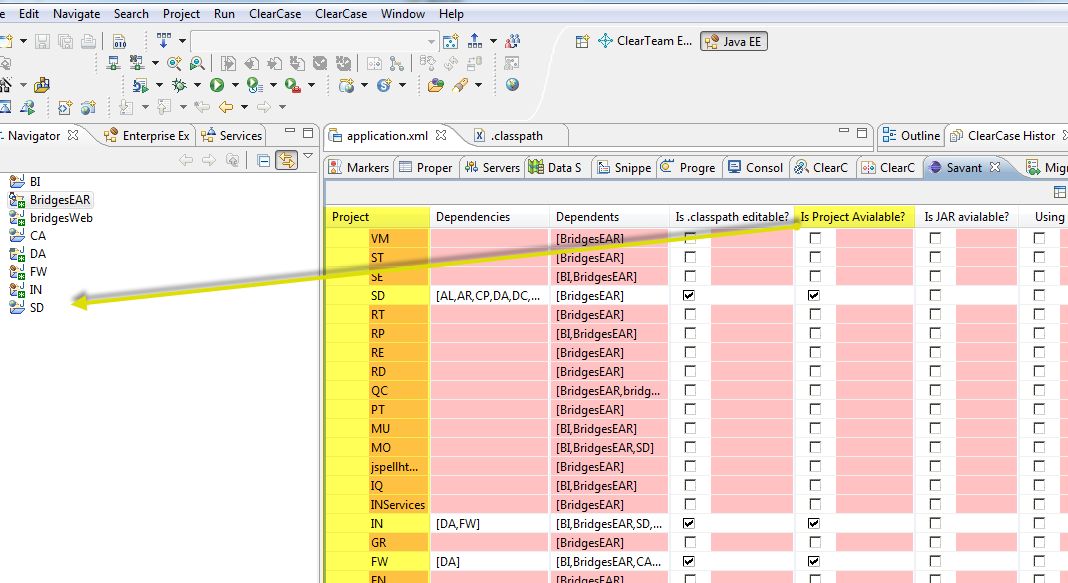 e Edit Navigate Search Project Run ClearCase ClearCase Window Help
ClearTeam E... Java EE
Navigator Enterprise Ex Services
application.xml .classpath
Outline ClearCase Histor
Markers Proper Servers Data S Snippe Progre Consol ClearC ClearC Savant Migr
BI
BridgesEAR
bridgesWeb
CA
DA
FW
IN
SD
Project Dependencies Dependents Is .classpath editable? Is Project Avialable? Is JAR avialable? Using
VM [BridgesEAR]
ST [BridgesEAR]
SE [BI,BridgesEAR]
SD [AL,AR,CP,DA,DC,... [BridgesEAR]
RT [BridgesEAR]
RP [BI,BridgesEAR]
RE [BridgesEAR]
RD [BridgesEAR]
QC [BridgesEAR,bridg...
PT [BridgesEAR]
MU [BI,BridgesEAR]
MO [BI,BridgesEAR,SD]
jspellht... [BridgesEAR]
IQ [BI,BridgesEAR]
INServices [BridgesEAR]
IN [DA,FW] [BI,BridgesEAR,SD,...
GR [BridgesEAR]
FW [DA] [BI,BridgesEAR,CA...
EN [BridgesEAR]